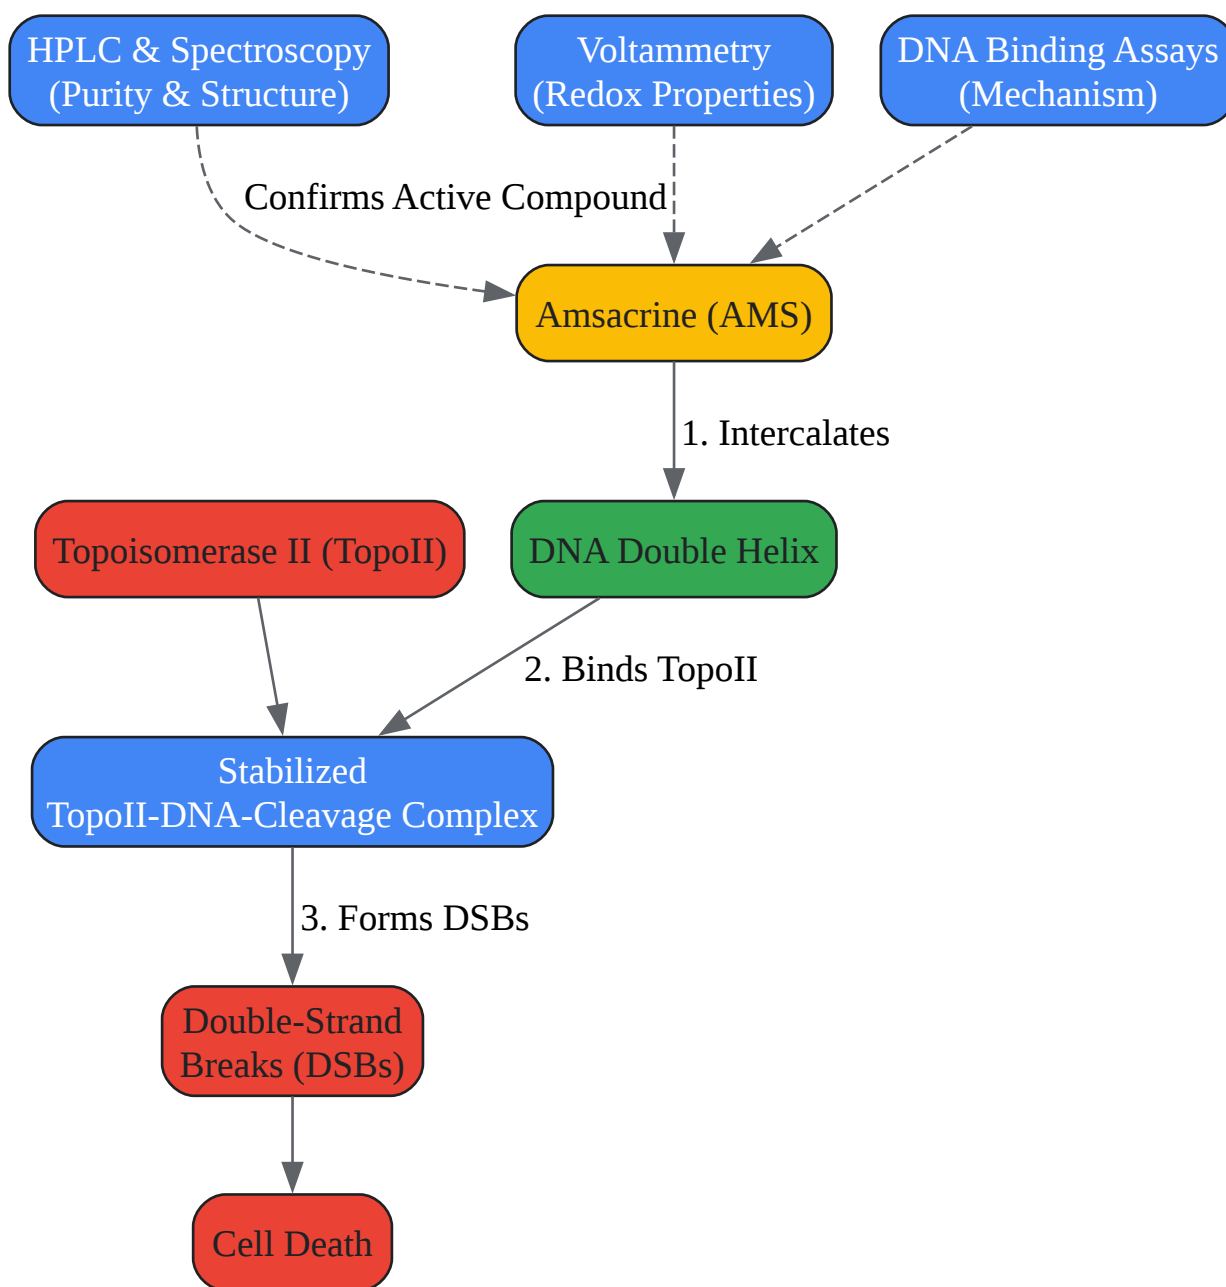 HPLC & Spectroscopy
(Purity & Structure)
Voltammetry
(Redox Properties)
DNA Binding Assays
(Mechanism)
Confirms Active Compound
Amsacrine (AMS)
1. Intercalates
Topoisomerase II (TopoII)
DNA Double Helix
2. Binds TopoII
Stabilized
TopoII-DNA-Cleavage Complex
3. Forms DSBs
Double-Strand
Breaks (DSBs)
Cell Death